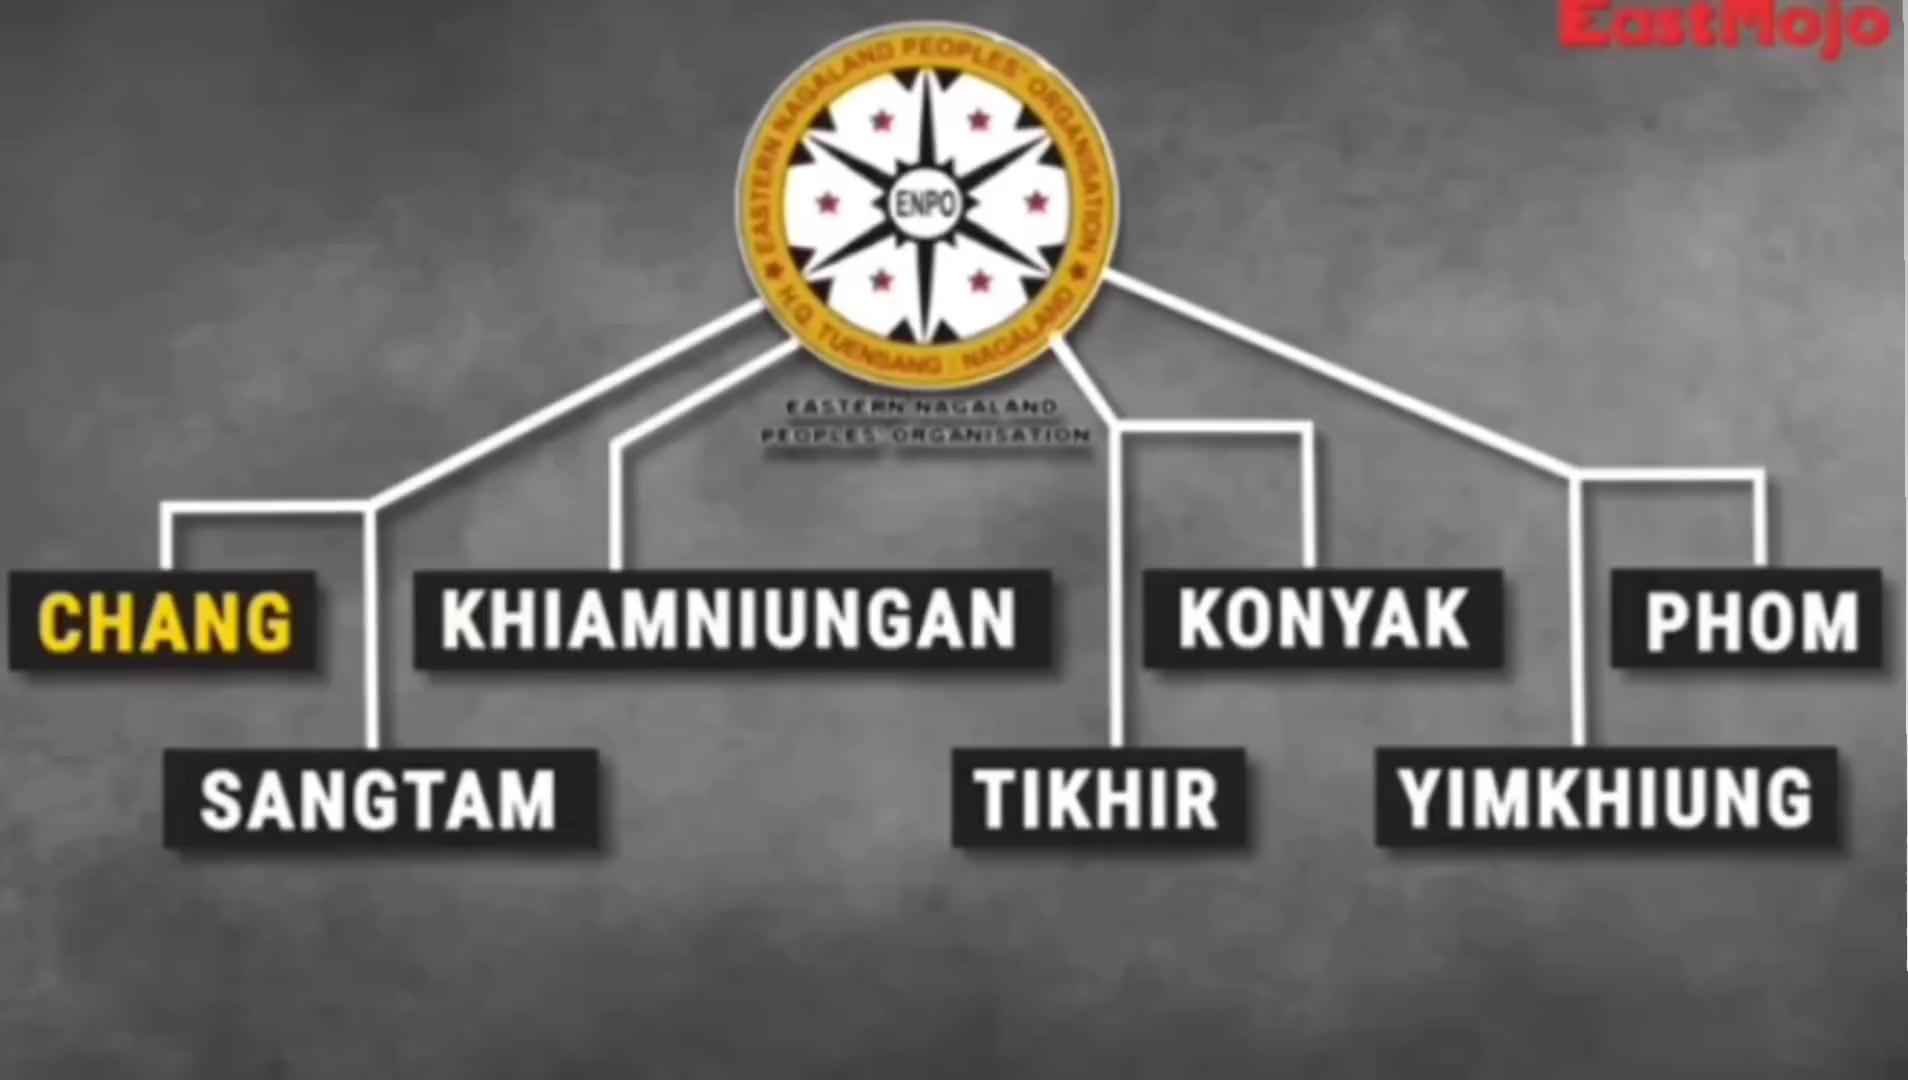 EastMojo
EASTERN NAGALAND PEOPLES' ORGANISATION
ENPO
H.Q. TUENSANG NAGALAND
EASTERN NAGALAND
PEOPLES' ORGANISATION
CHANG
KHIAMNIUNGAN
KONYAK
PHOM
SANGTAM
TIKHIR
YIMKHIUNG